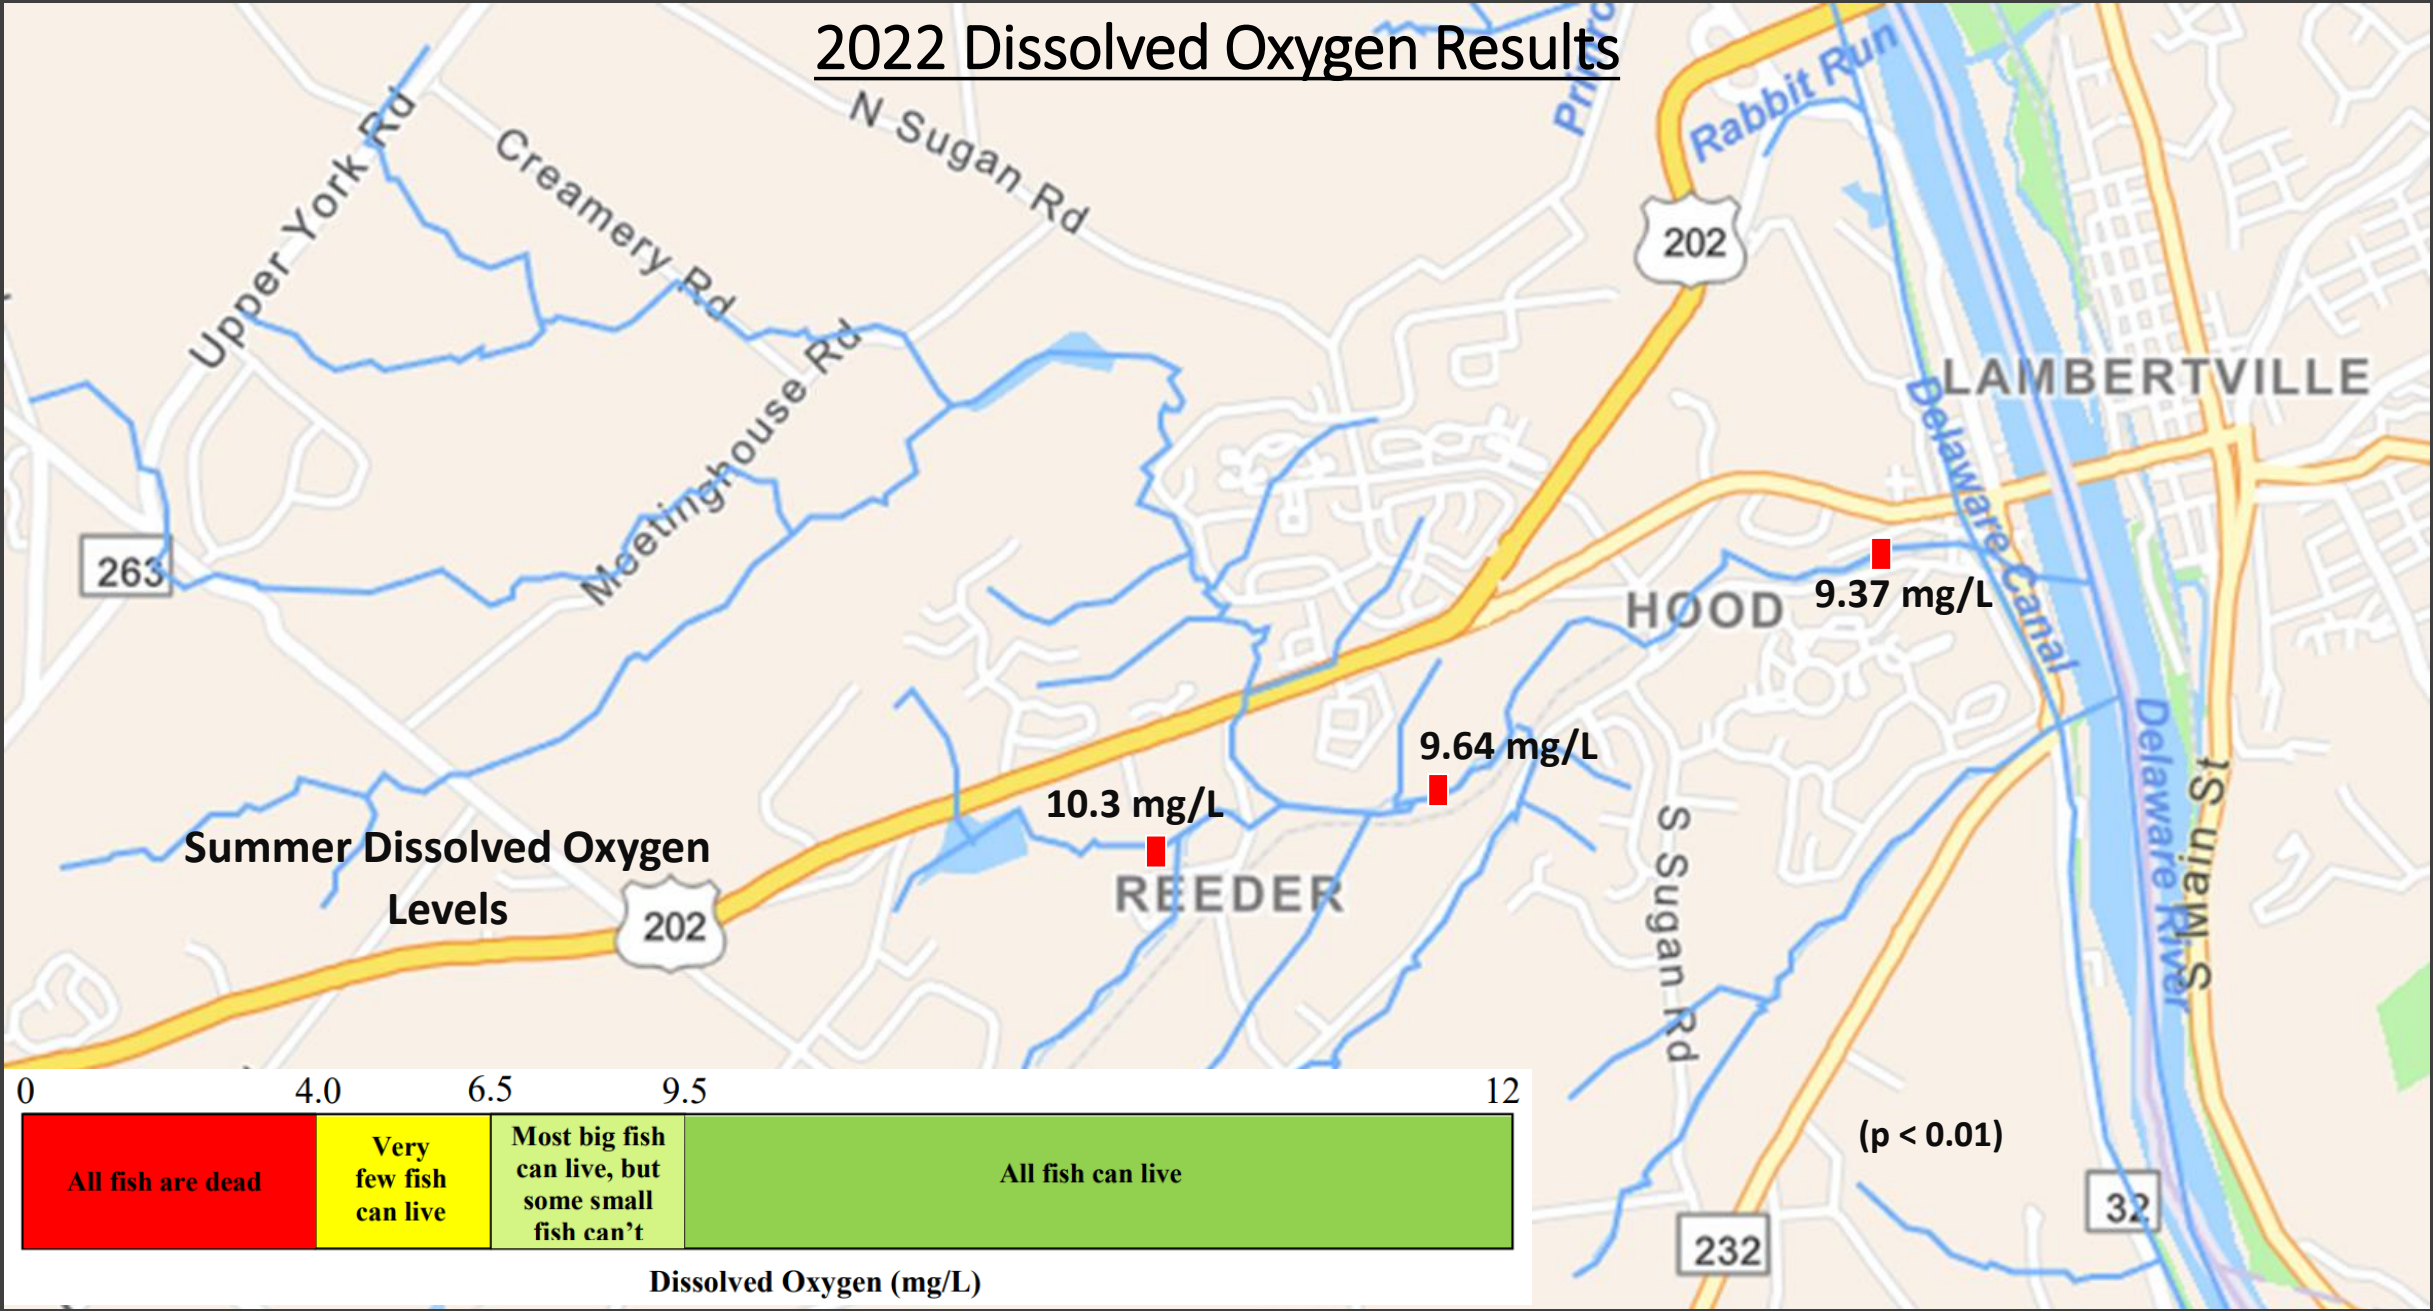 2022 Dissolved Oxygen Results
Rabbit Run
Upper York Rd
Creamery Rd
N Sugan Rd
202
LAMBERTVILLE
Meetinghouse Rd
263
Delaware Canal
HOOD
9.37 mg/L
9.64 mg/L
10.3 mg/L
REEDER
Summer Dissolved Oxygen
Levels
202
S Sugan Rd
Delaware River
S Main St
(p < 0.01)
32
232
0 4.0 6.5 9.5 12
All fish are dead
Very
few fish
can live
Most big fish
can live, but
some small
fish can't
All fish can live
Dissolved Oxygen (mg/L)